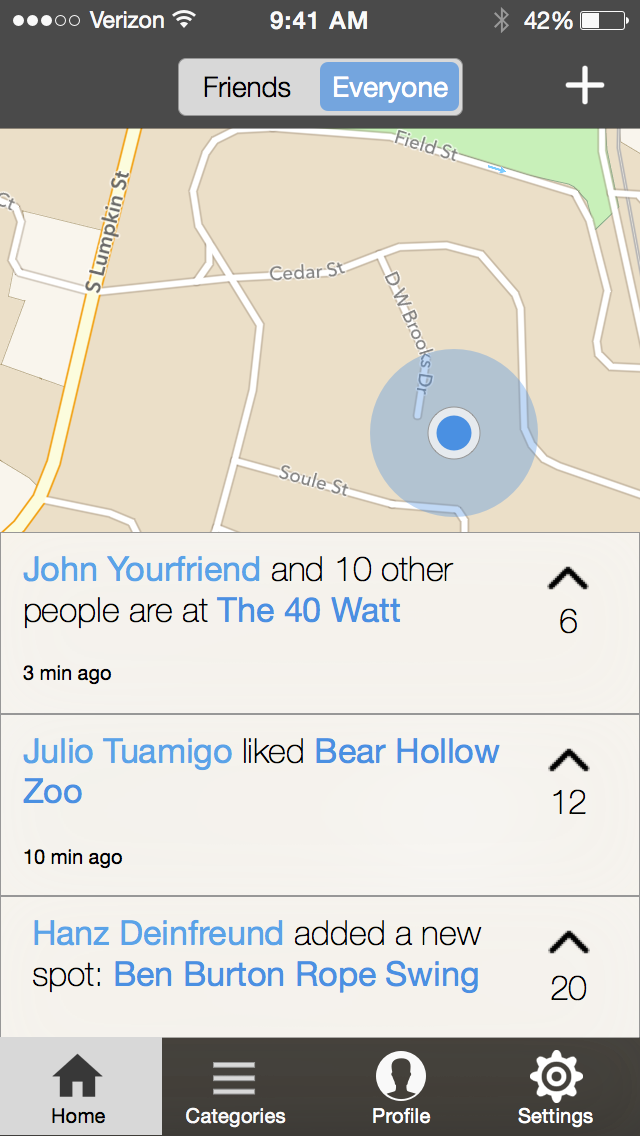 Verizon 9:41 AM 42%
Friends Everyone
Field St
Ct
S Lumpkin St
Cedar St
D W Brooks Dr
Soule St
John Yourfriend and 10 other
people are at The 40 Watt
6
3 min ago
Julio Tuamigo liked Bear Hollow
Zoo
12
10 min ago
Hanz Deinfreund added a new
spot: Ben Burton Rope Swing
20
Home Categories Profile Settings